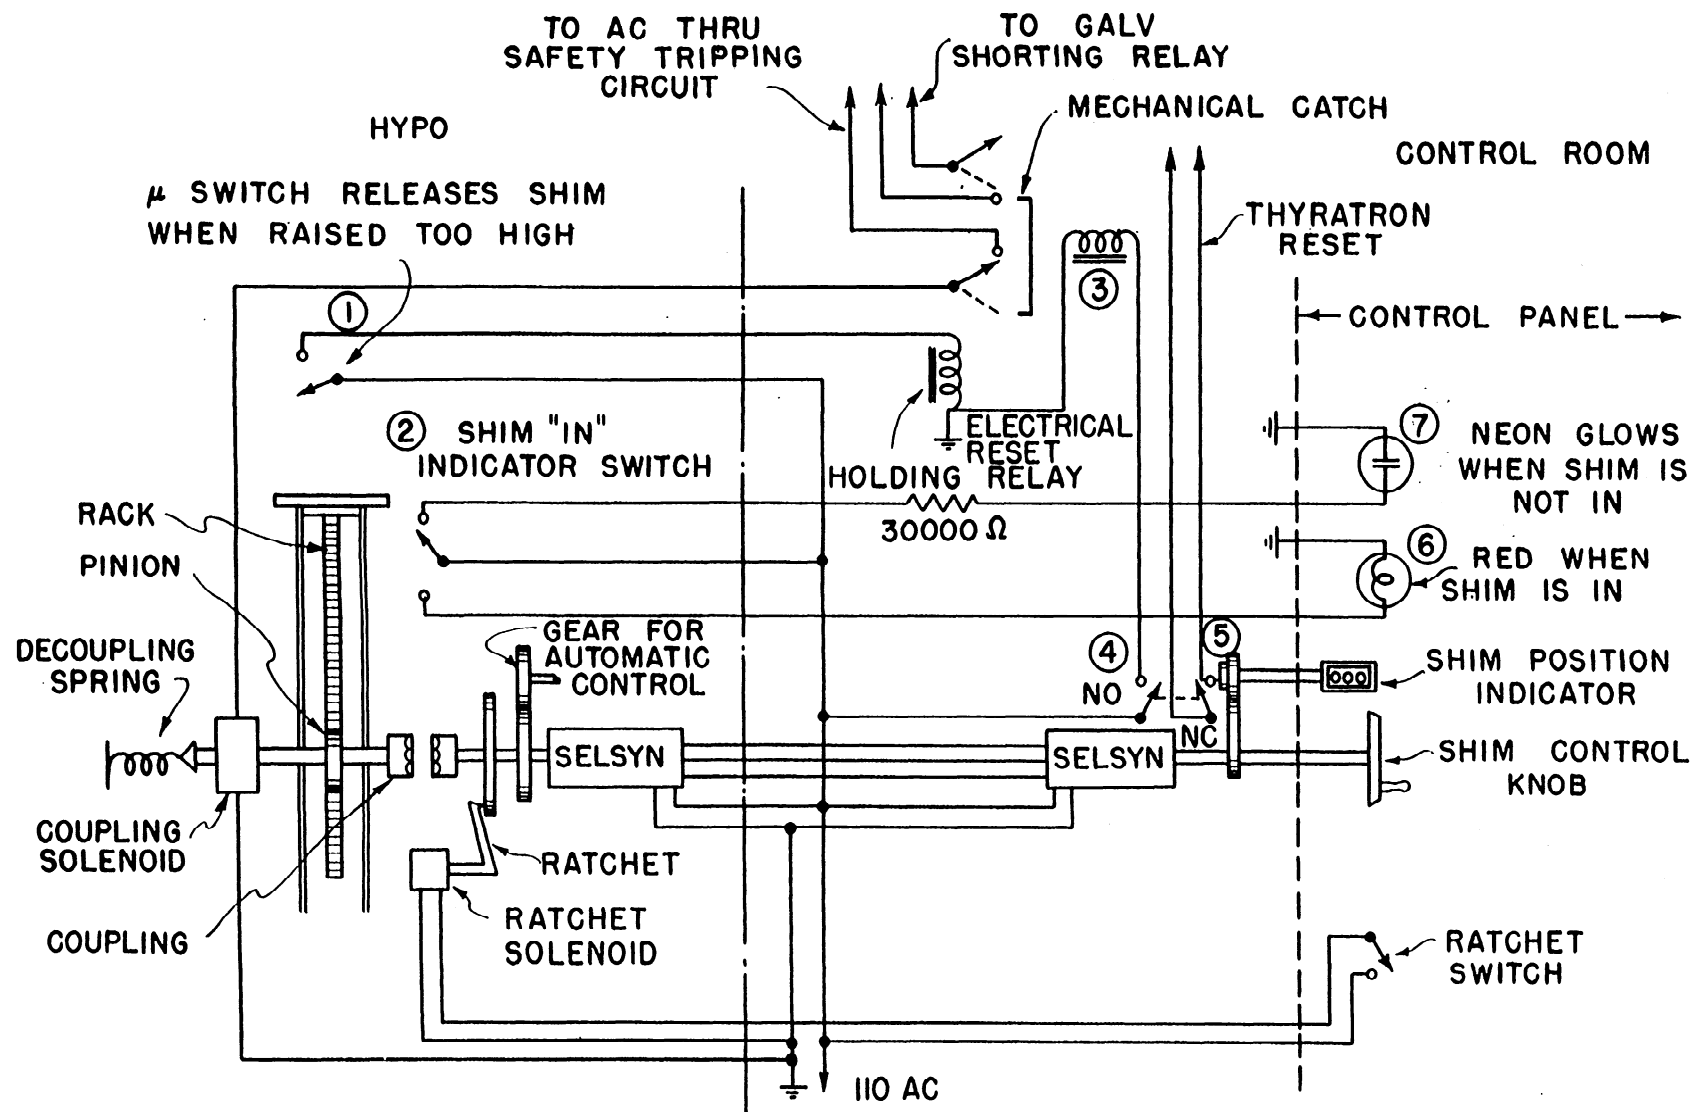 TO AC THRU
SAFETY TRIPPING
CIRCUIT
TO GALV
SHORTING RELAY
MECHANICAL CATCH
HYPO
CONTROL ROOM
μ SWITCH RELEASES SHIM
WHEN RAISED TOO HIGH
THYRATRON
RESET
1
3
CONTROL PANEL
2
SHIM "IN"
INDICATOR SWITCH
ELECTRICAL
RESET
HOLDING RELAY
30000 Ω
7
NEON GLOWS
WHEN SHIM IS
NOT IN
RACK
PINION
6
RED WHEN
SHIM IS IN
DECOUPLING
SPRING
GEAR FOR
AUTOMATIC
CONTROL
4
NO
5
NC
SHIM POSITION
INDICATOR
000
SELSYN
SELSYN
SHIM CONTROL
KNOB
COUPLING
SOLENOID
RATCHET
RATCHET
SOLENOID
COUPLING
RATCHET
SWITCH
110 AC